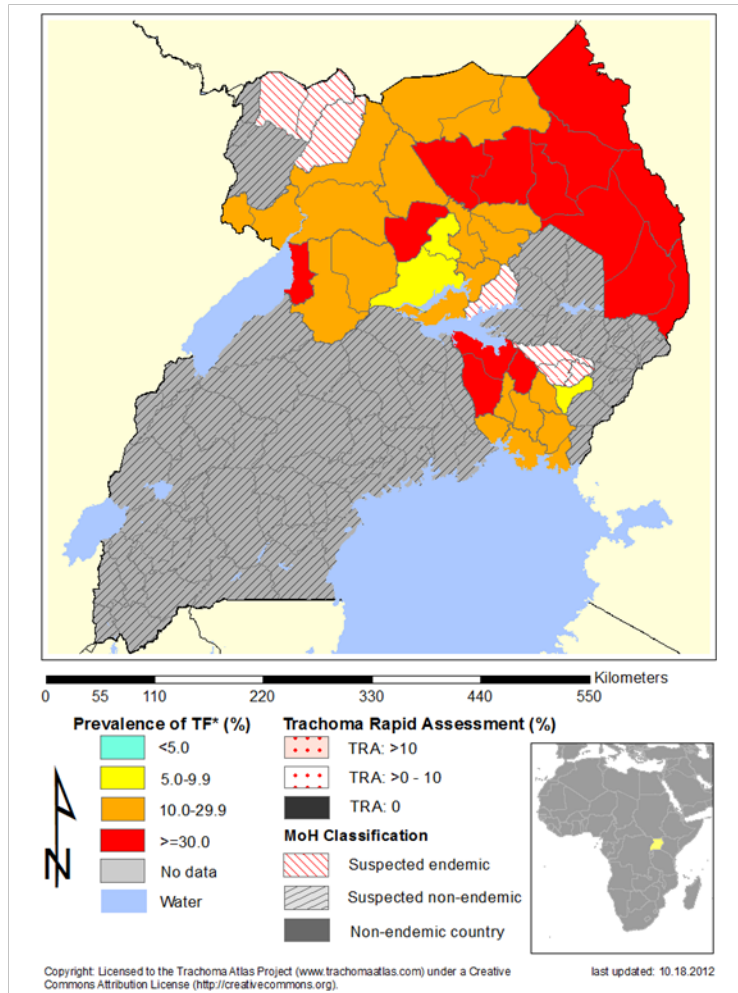 Kilometers
0 55 110 220 330 440 550
Prevalence of TF* (%)
<5.0
5.0-9.9
10.0-29.9
>=30.0
No data
Water
N
Trachoma Rapid Assessment (%)
TRA: >10
TRA: >0 - 10
TRA: 0
MoH Classification
Suspected endemic
Suspected non-endemic
Non-endemic country
Copyright: Licensed to the Trachoma Atlas Project (www.trachomaatlas.com) under a Creative
Commons Attribution License (http://creativecommons.org).
last updated: 10.18.2012